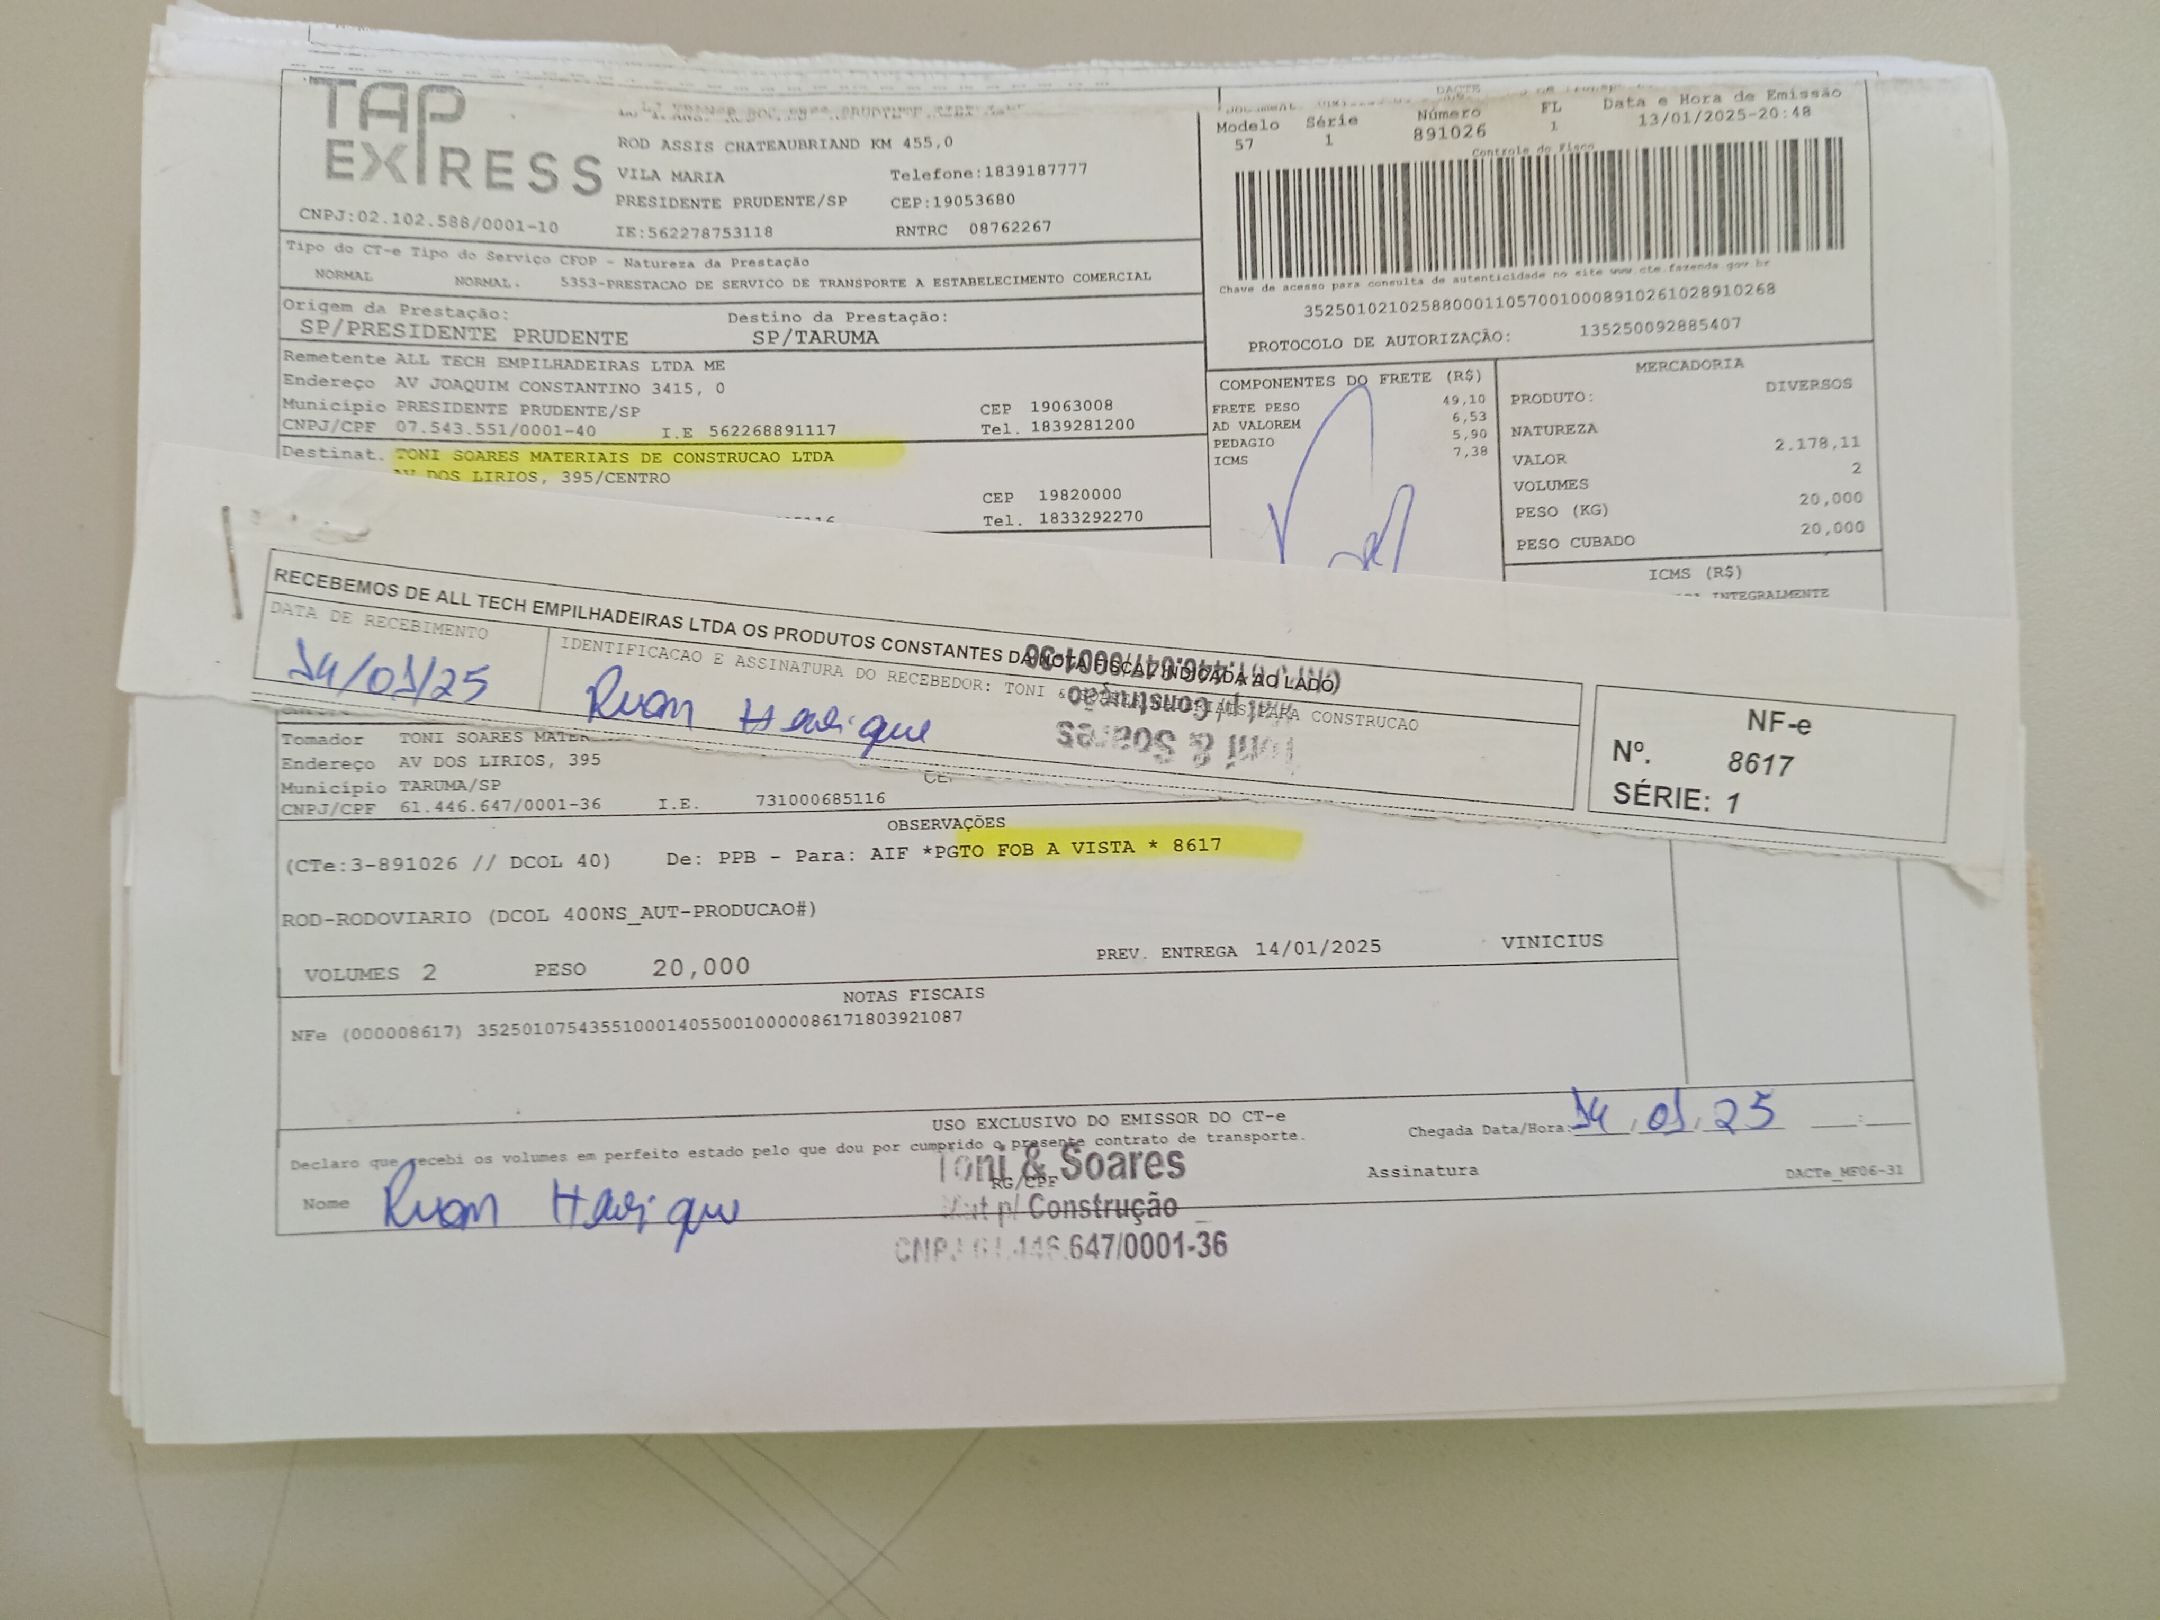 TAP
EXPRESS
ROD ASSIS CHATEAUBRIAND KM 455,0
VILA MARIA Telefone:1839187777
PRESIDENTE PRUDENTE/SP CEP:19053680
CNPJ:02.102.588/0001-10 IE:562278753118 RNTRC 08762267
DACTE
Modelo Série Número FL Data e Hora de Emissão
57 1 891026 1 13/01/2025-20:48
Controle do Fisco
Chave de acesso para consulta de autenticidade no site www.cte.fazenda.gov.br
35250102102588000110570010008910261028910268
PROTOCOLO DE AUTORIZAÇÃO: 135250092885407
Tipo do CT-e Tipo do Serviço CFOP - Natureza da Prestação
NORMAL NORMAL. 5353-PRESTACAO DE SERVICO DE TRANSPORTE A ESTABELECIMENTO COMERCIAL
Origem da Prestação: Destino da Prestação:
SP/PRESIDENTE PRUDENTE SP/TARUMA
Remetente ALL TECH EMPILHADEIRAS LTDA ME
Endereço AV JOAQUIM CONSTANTINO 3415, 0
Município PRESIDENTE PRUDENTE/SP CEP 19063008
CNPJ/CPF 07.543.551/0001-40 I.E 562268891117 Tel. 1839281200
Destinat. TONI SOARES MATERIAIS DE CONSTRUCAO LTDA
AV DOS LIRIOS, 395/CENTRO
CEP 19820000
Tel. 1833292270
COMPONENTES DO FRETE (R$)
FRETE PESO 49,10
AD VALOREM 6,53
PEDAGIO 5,90
ICMS 7,38
MERCADORIA
PRODUTO: DIVERSOS
NATUREZA
VALOR 2.178,11
VOLUMES 2
PESO (KG) 20,000
PESO CUBADO 20,000
ICMS (R$)
INTEGRALMENTE
RECEBEMOS DE ALL TECH EMPILHADEIRAS LTDA OS PRODUTOS CONSTANTES DA NOTA FISCAL INDICADA AO LADO
DATA DE RECEBIMENTO IDENTIFICACAO E ASSINATURA DO RECEBEDOR: TONI & SOARES PARA CONSTRUCAO
14/01/25 Ruan Henrique
Toni & Soares
Mat p/ Construção
NF-e
Nº. 8617
SÉRIE: 1
Tomador TONI SOARES
Endereço AV DOS LIRIOS, 395
Município TARUMA/SP
CNPJ/CPF 61.446.647/0001-36 I.E. 731000685116
OBSERVAÇÕES
(CTe:3-891026 // DCOL 40) De: PPB - Para: AIF *PGTO FOB A VISTA * 8617
ROD-RODOVIARIO (DCOL 400NS_AUT-PRODUCAO#)
VOLUMES 2 PESO 20,000 PREV. ENTREGA 14/01/2025 VINICIUS
NOTAS FISCAIS
NFe (000008617) 35250107543551000140550010000086171803921087
USO EXCLUSIVO DO EMISSOR DO CT-e
Declaro que recebi os volumes em perfeito estado pelo que dou por cumprido o presente contrato de transporte.
Chegada Data/Hora: 14,01,25 :
Nome Ruan Henrique RG/CPF Assinatura DACTe_MF06-31
Toni & Soares
Mat p/ Construção
CNPJ 61.446.647/0001-36